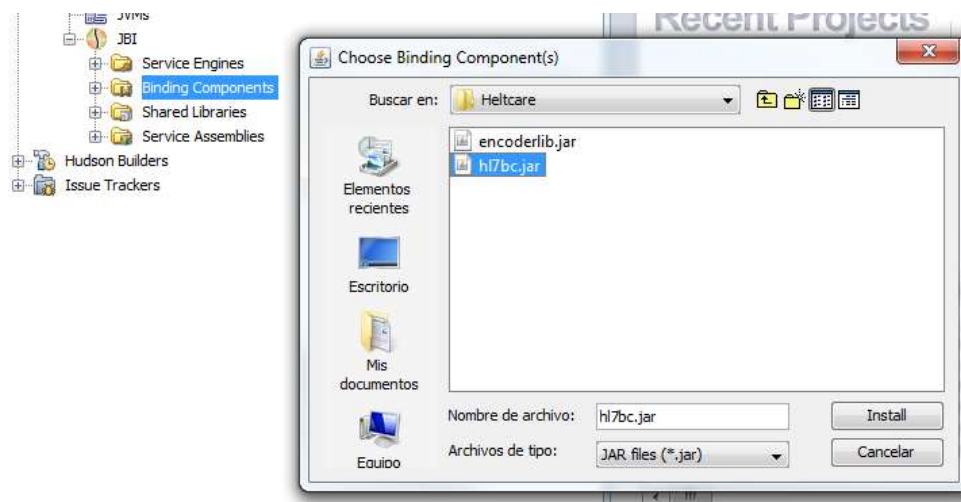 JVMs
JBI
Service Engines
Binding Components
Shared Libraries
Service Assemblies
Hudson Builders
Issue Trackers
Recent Projects
Choose Binding Component(s)
Buscar en:
Heltcare
encoderlib.jar
hl7bc.jar
Elementos
recientes
Escritorio
Mis
documentos
Equipo
Nombre de archivo:
hl7bc.jar
Install
Archivos de tipo:
JAR files (*.jar)
Cancelar